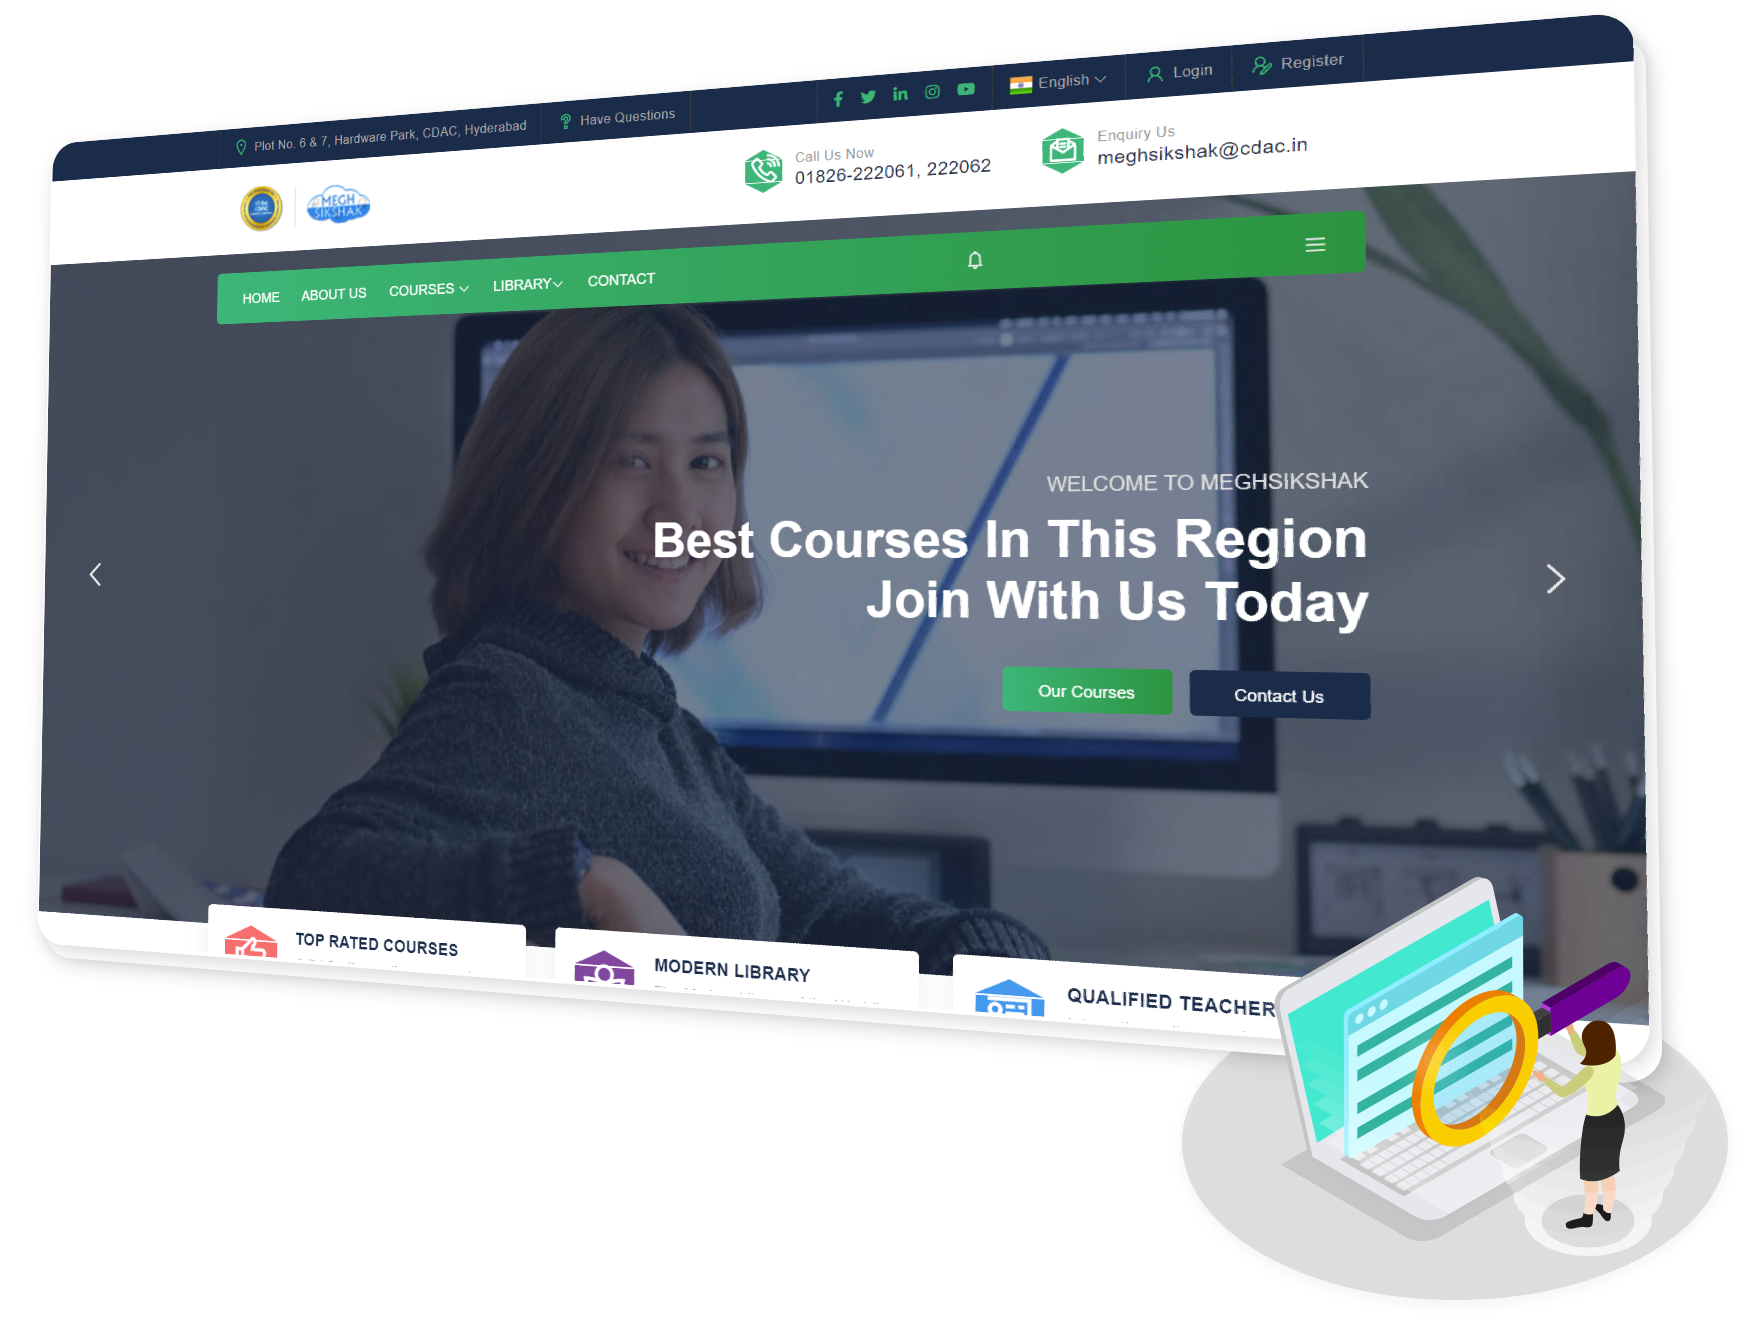 Plot No. 6 & 7, Hardware Park, CDAC, Hyderabad
Have Questions
English
Login
Register
MEGH
SIKSHAK
Call Us Now
01826-222061, 222062
Enquiry Us
meghsikshak@cdac.in
HOME
ABOUT US
COURSES
LIBRARY
CONTACT
WELCOME TO MEGHSIKSHAK
Best Courses In This Region
Join With Us Today
Our Courses
Contact Us
TOP RATED COURSES
MODERN LIBRARY
QUALIFIED TEACHER